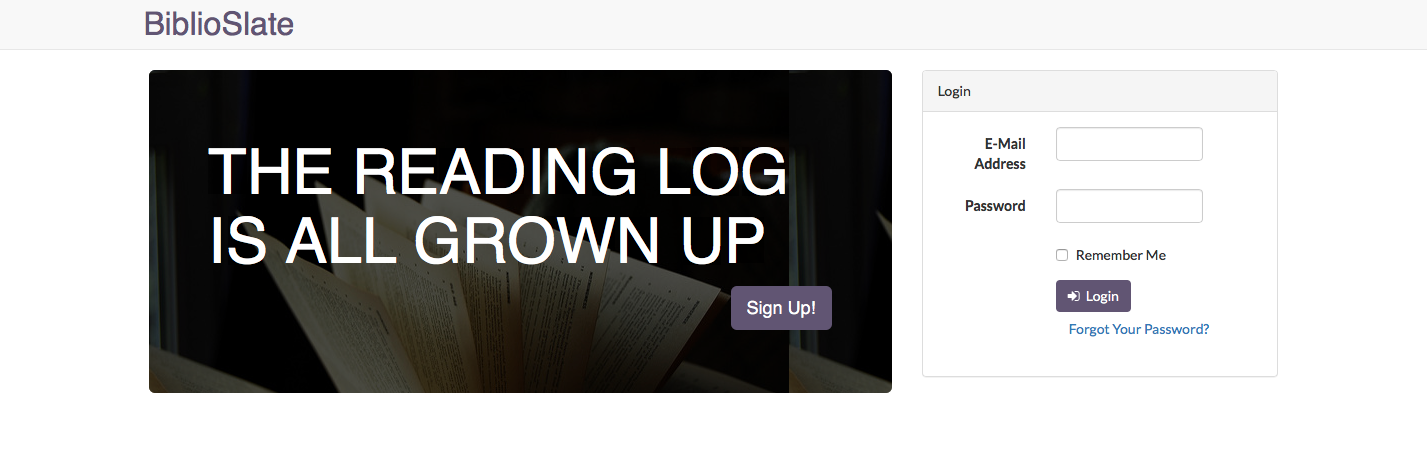 BiblioSlate
THE READING LOG
IS ALL GROWN UP
Sign Up!
Login
E-Mail
Address
Password
Remember Me
Login
Forgot Your Password?